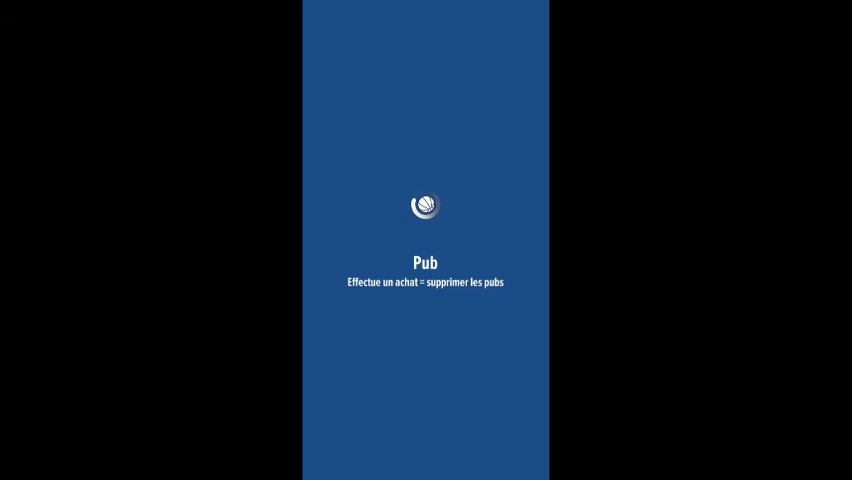 Pub
Effectue un achat = supprimer les pubs